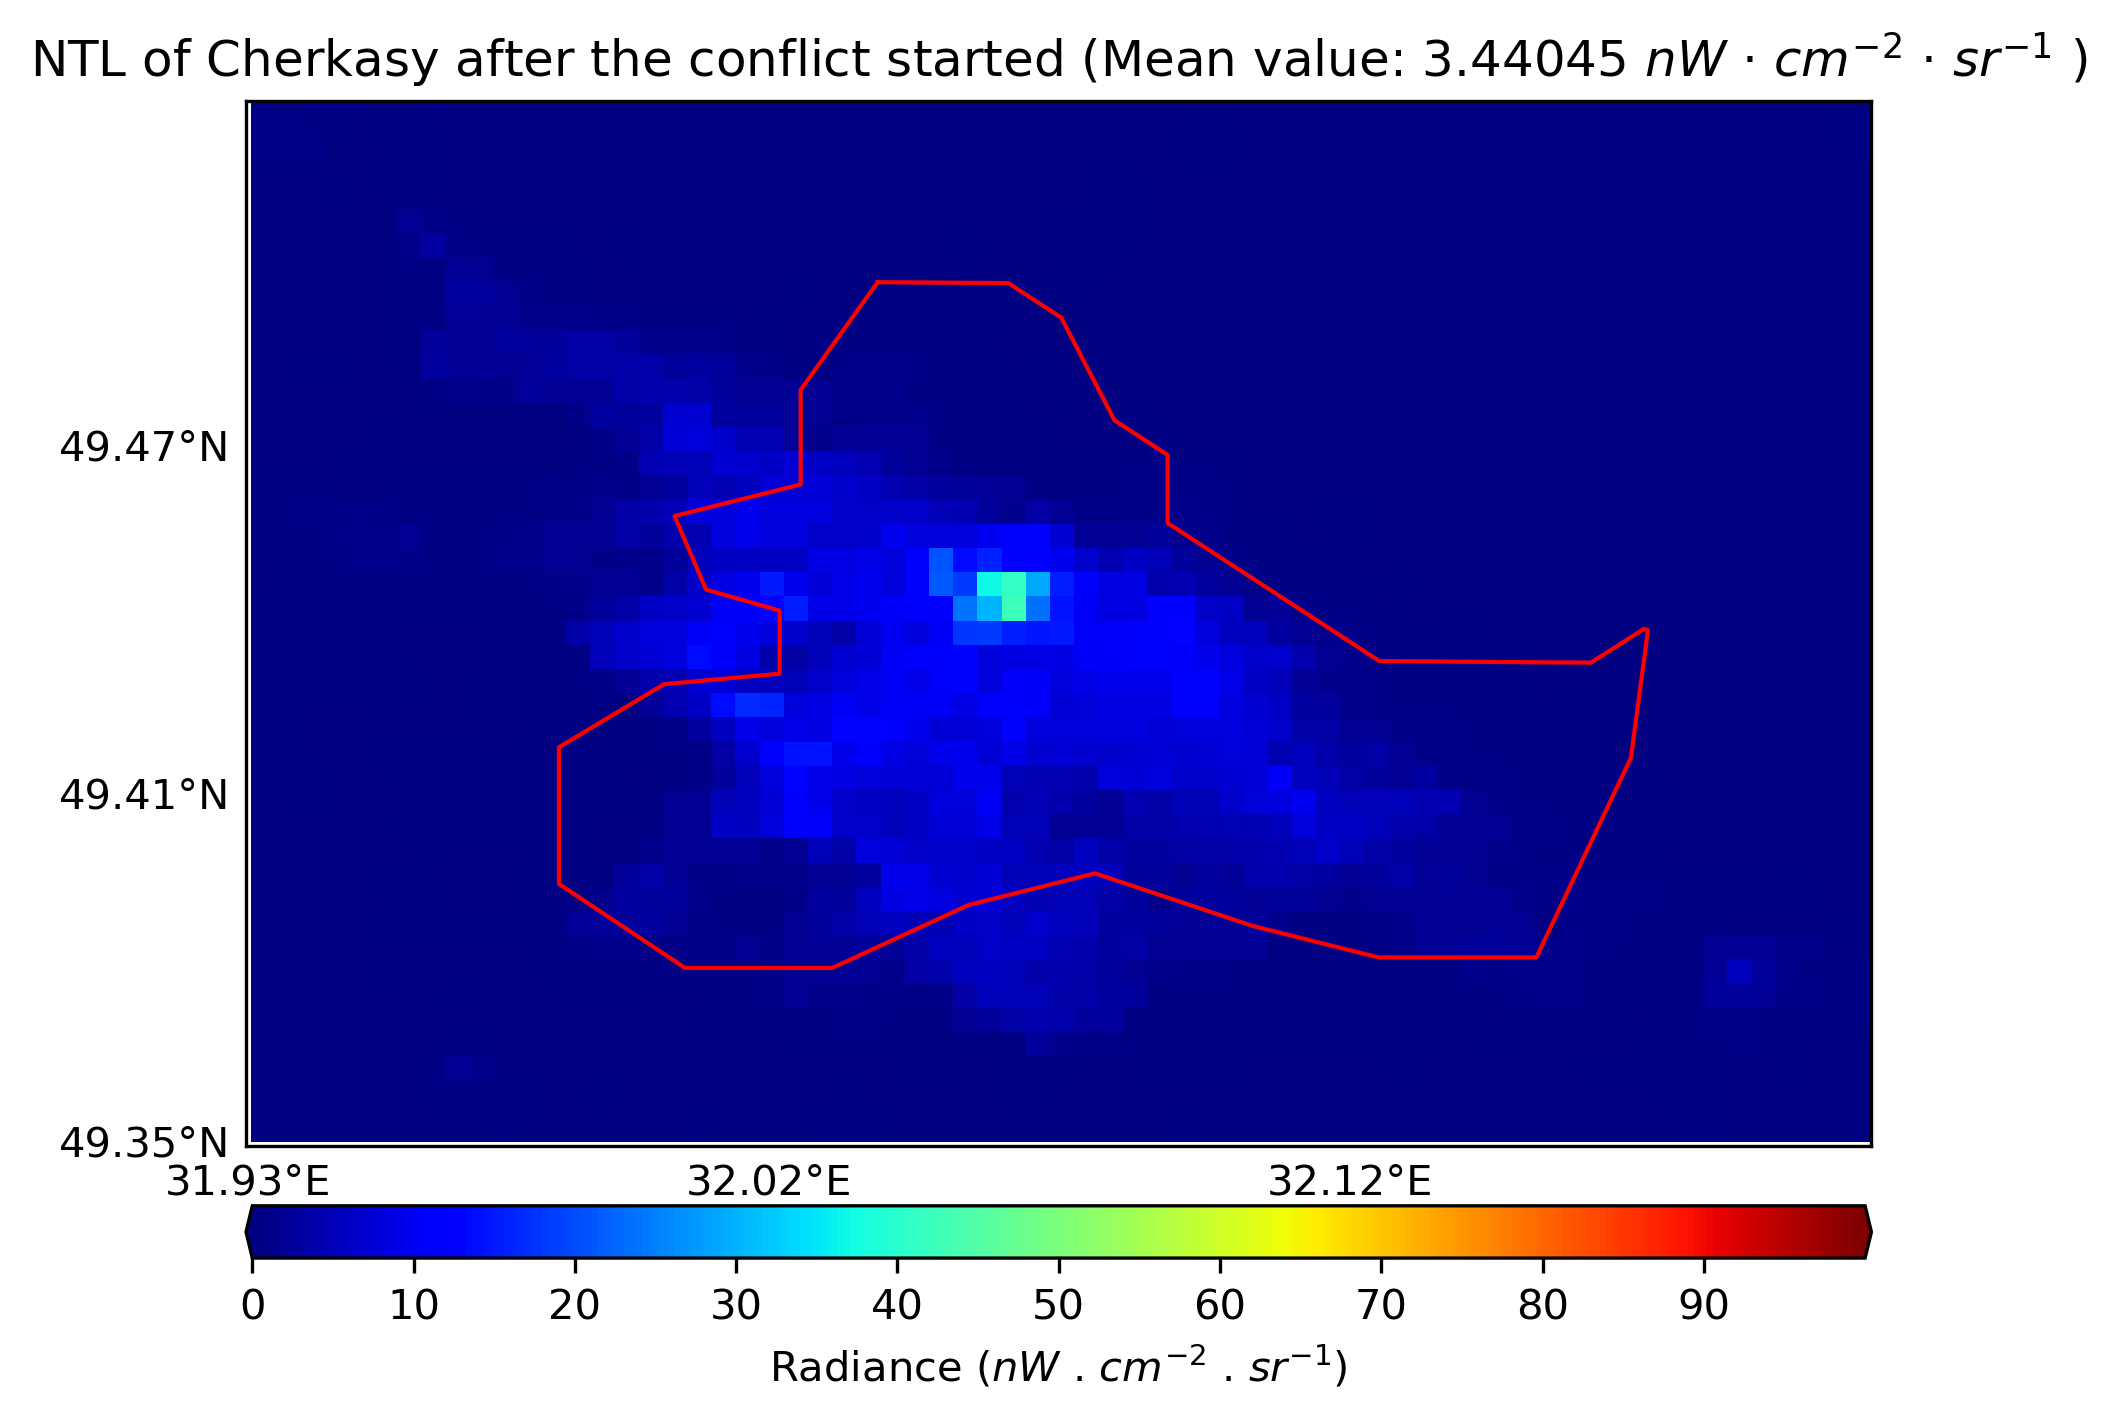 NTL of Cherkasy after the conflict started (Mean value: 3.44045 nW · cm⁻² · sr⁻¹ )
49.47°N
49.41°N
49.35°N
31.93°E 32.02°E 32.12°E
0 10 20 30 40 50 60 70 80 90
Radiance (nW . cm⁻² . sr⁻¹)